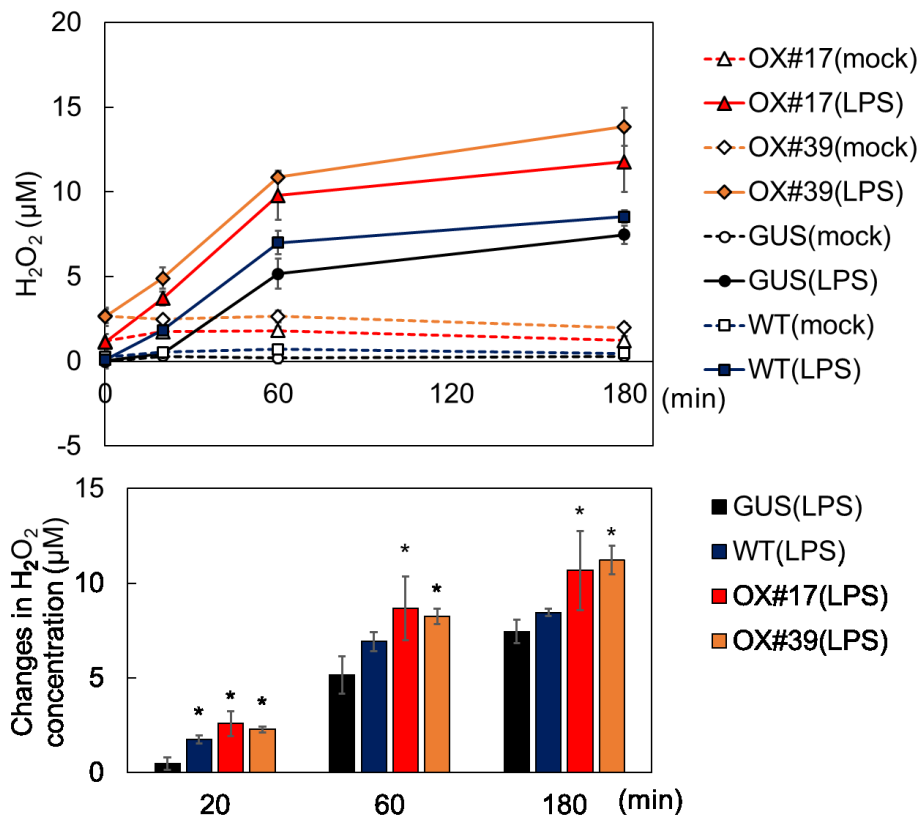 20
15
10
5
0
-5
H₂O₂ (µM)
0
60
120
180
(min)
OX#17(mock)
OX#17(LPS)
OX#39(mock)
OX#39(LPS)
GUS(mock)
GUS(LPS)
WT(mock)
WT(LPS)
15
10
5
0
Changes in H₂O₂
concentration (µM)
* * *
* *
* *
20
60
180
(min)
GUS(LPS)
WT(LPS)
OX#17(LPS)
OX#39(LPS)